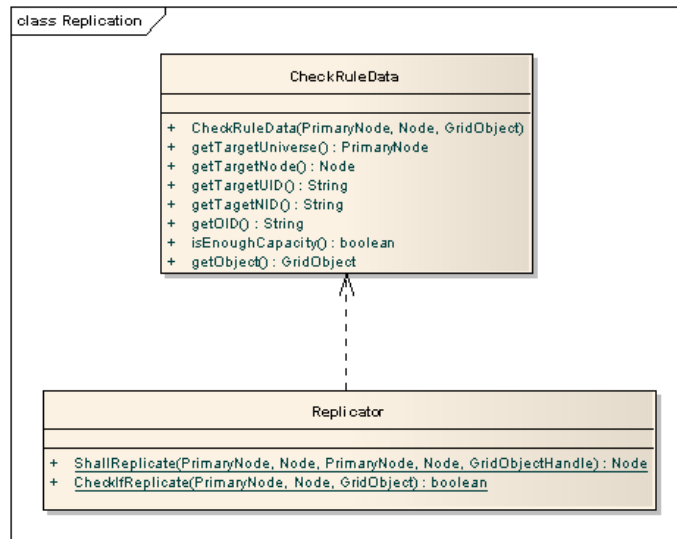 class Replication
CheckRuleData
+ CheckRuleData(PrimaryNode, Node, GridObject)
+ getTargetUniverse() : PrimaryNode
+ getTargetNode() : Node
+ getTargetUID() : String
+ getTagetNID() : String
+ getOID() : String
+ isEnoughCapacity() : boolean
+ getObject() : GridObject
Replicator
+ ShallReplicate(PrimaryNode, Node, PrimaryNode, Node, GridObjectHandle) : Node
+ CheckIfReplicate(PrimaryNode, Node, GridObject) : boolean